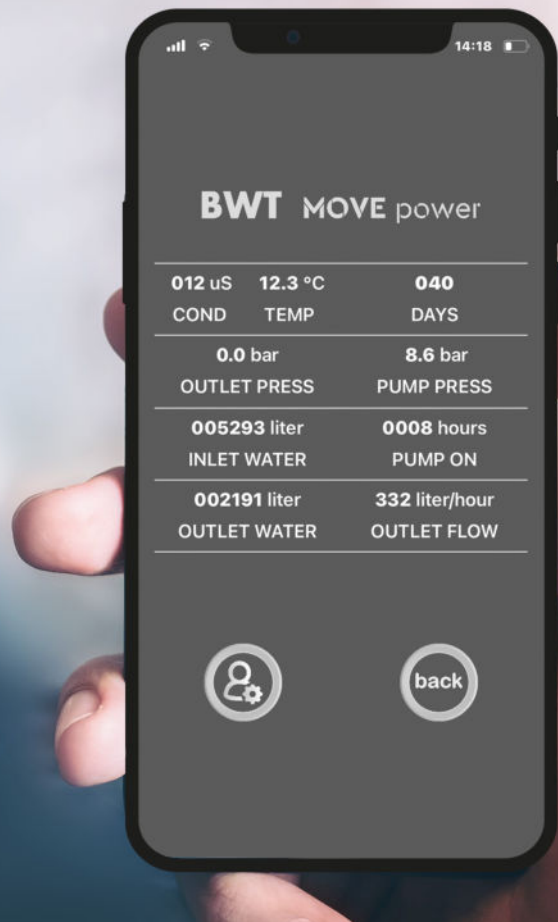 14:18
BWT MOVE power
012 uS 12.3 °C 040
COND TEMP DAYS
0.0 bar 8.6 bar
OUTLET PRESS PUMP PRESS
005293 liter 0008 hours
INLET WATER PUMP ON
002191 liter 332 liter/hour
OUTLET WATER OUTLET FLOW
back